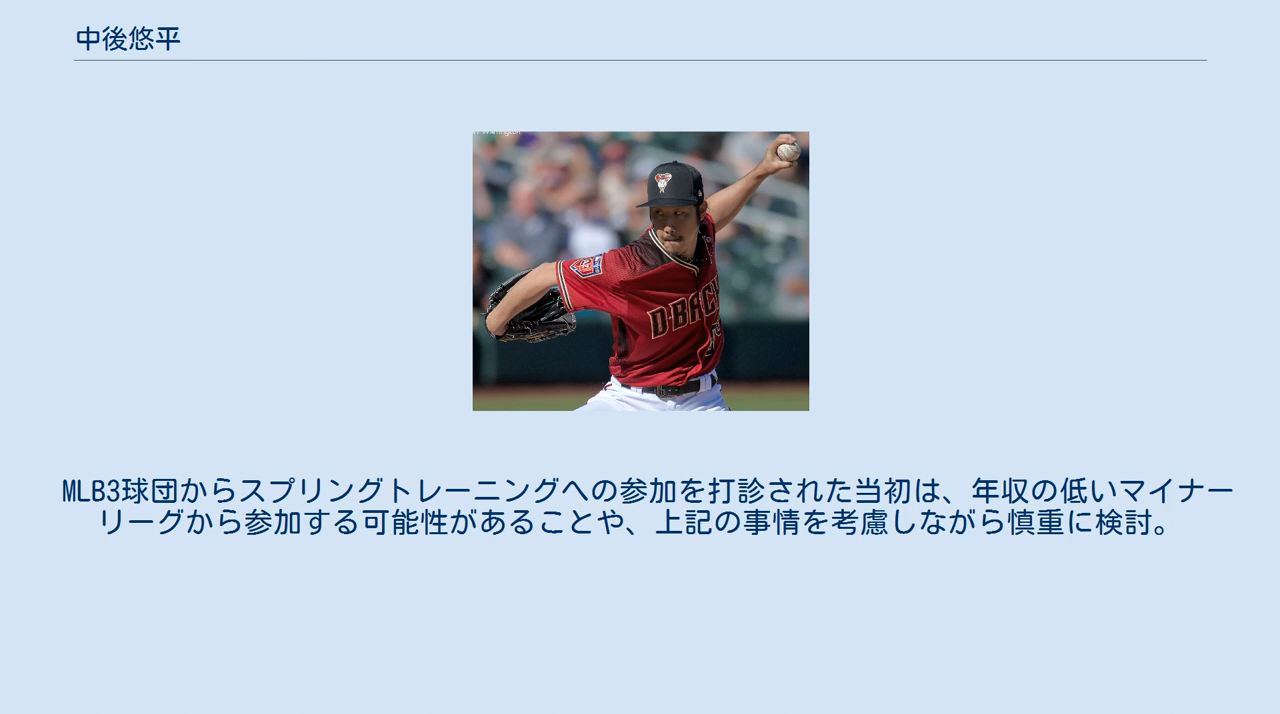 中後悠平
DBAC
MLB3球団からスプリングトレーニングへの参加を打診された当初は、年収の低いマイナー
リーグから参加する可能性があることや、上記の事情を考慮しながら慎重に検討。